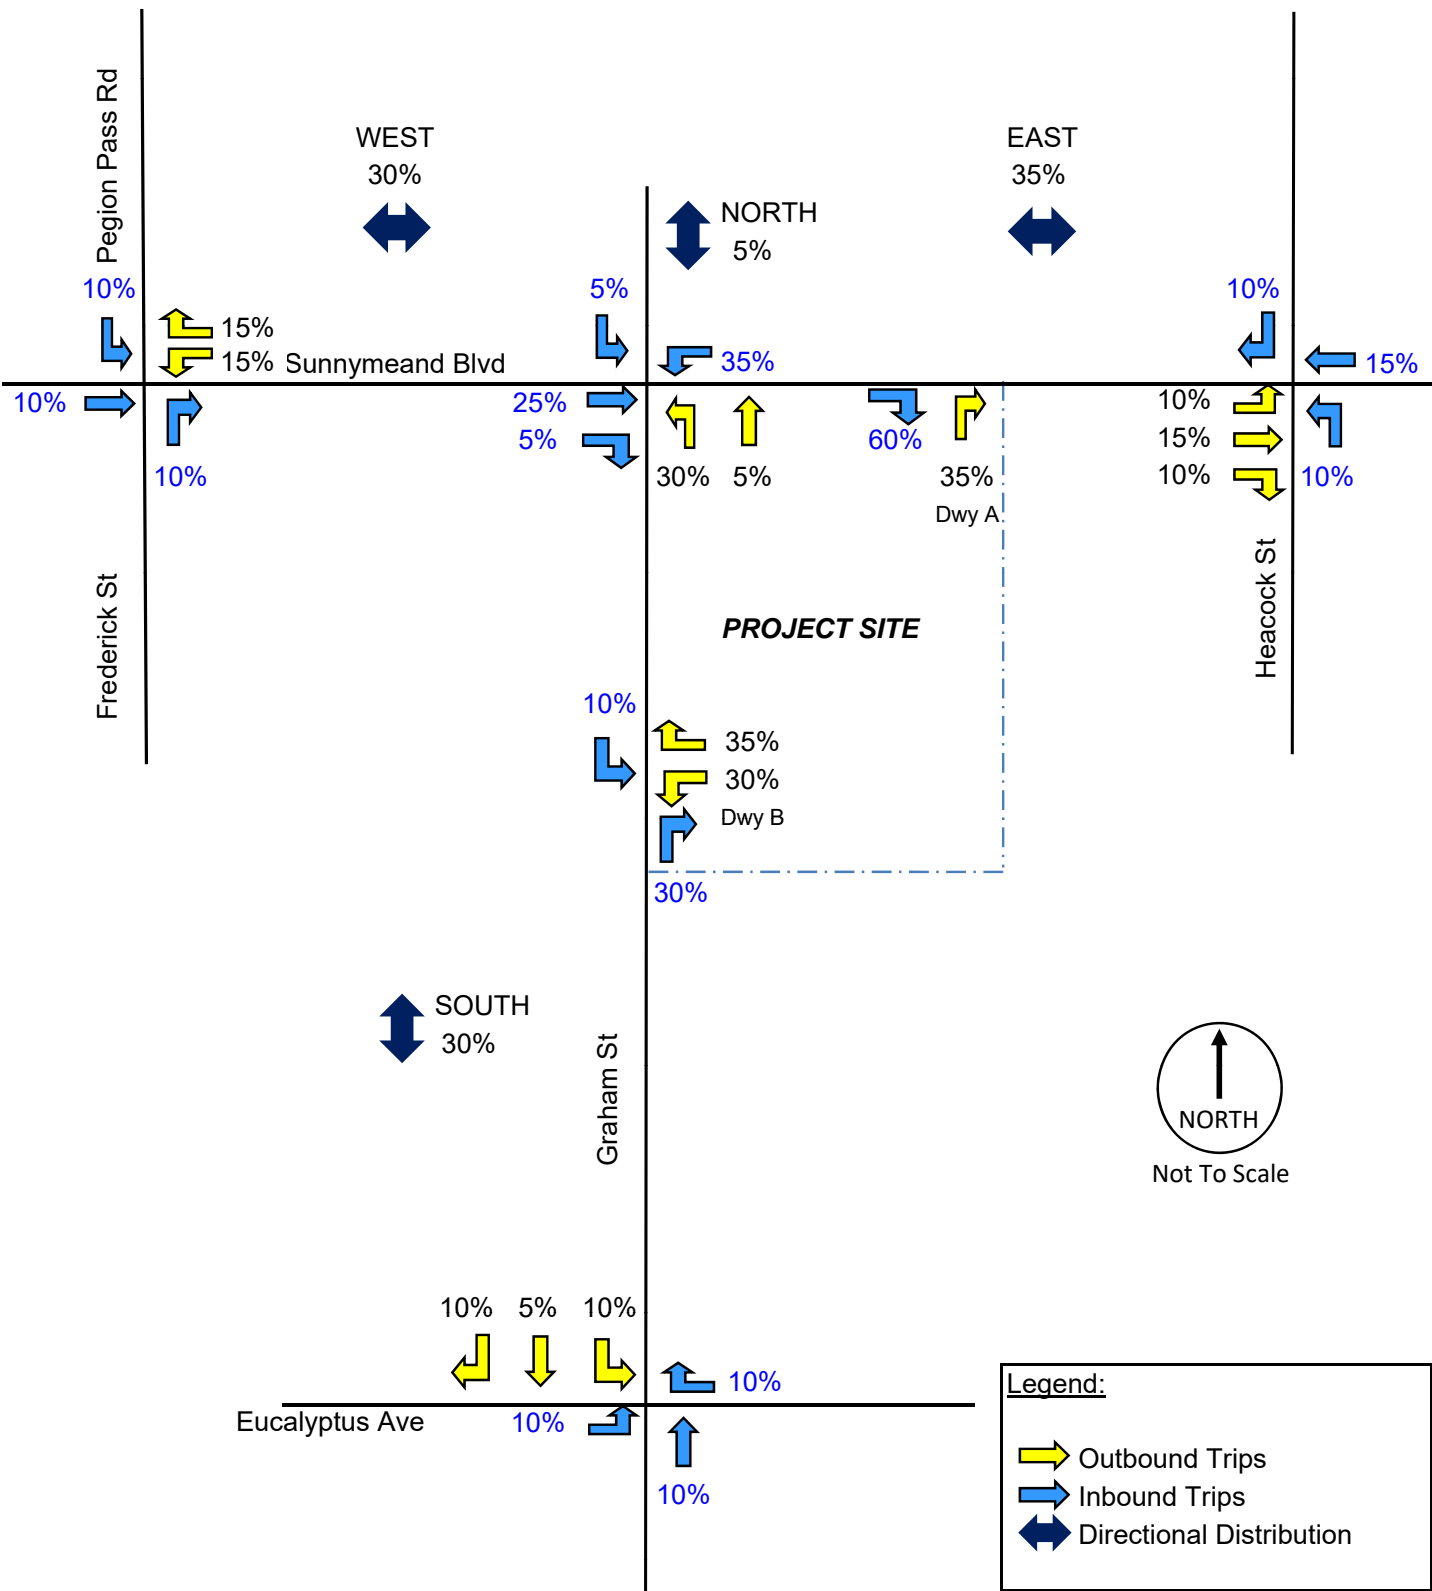 Pegion Pass Rd
WEST
30%
EAST
35%
NORTH
5%
10%
5%
10%
15%
15%
Sunnymeand Blvd
35%
15%
10%
25%
5%
60%
10%
15%
10%
10%
30%
5%
35%
10%
Dwy A
Frederick St
Heacock St
PROJECT SITE
10%
35%
30%
Dwy B
30%
SOUTH
30%
Graham St
NORTH
Not To Scale
10%
5%
10%
10%
Eucalyptus Ave
10%
10%
Legend:
Outbound Trips
Inbound Trips
Directional Distribution